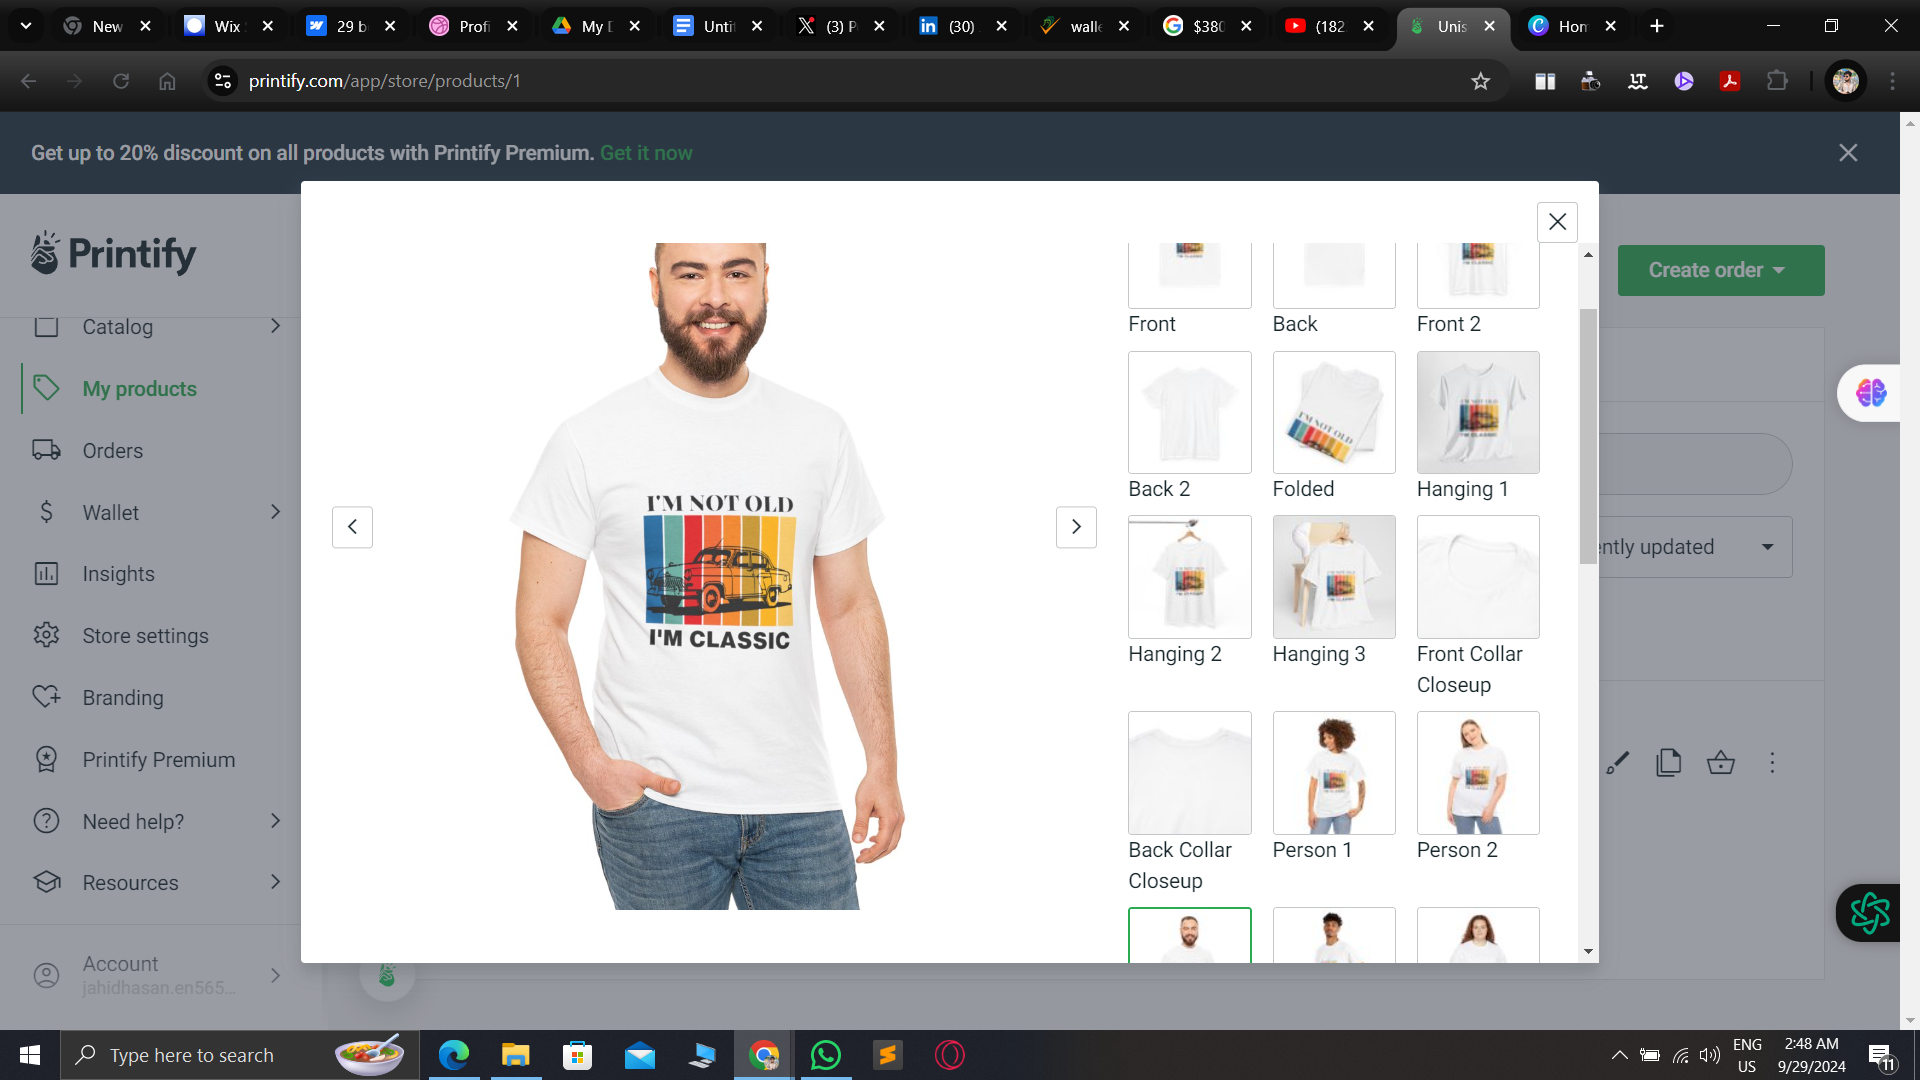 New
Wix
29 b
Profi
My D
Unti
(3) P
(30)
walle
$380
(182
Unis
Hom
printify.com/app/store/products/1
Get up to 20% discount on all products with Printify Premium. Get it now
Printify
Create order
Catalog
My products
Orders
Wallet
Insights
Store settings
Branding
Printify Premium
Need help?
Resources
Account
jahidhasan.en565...
I'M NOT OLD
I'M CLASSIC
Front
Back
Front 2
Back 2
Folded
Hanging 1
Hanging 2
Hanging 3
Front Collar
Closeup
Back Collar
Closeup
Person 1
Person 2
ently updated
Type here to search
ENG
US
2:48 AM
9/29/2024
11